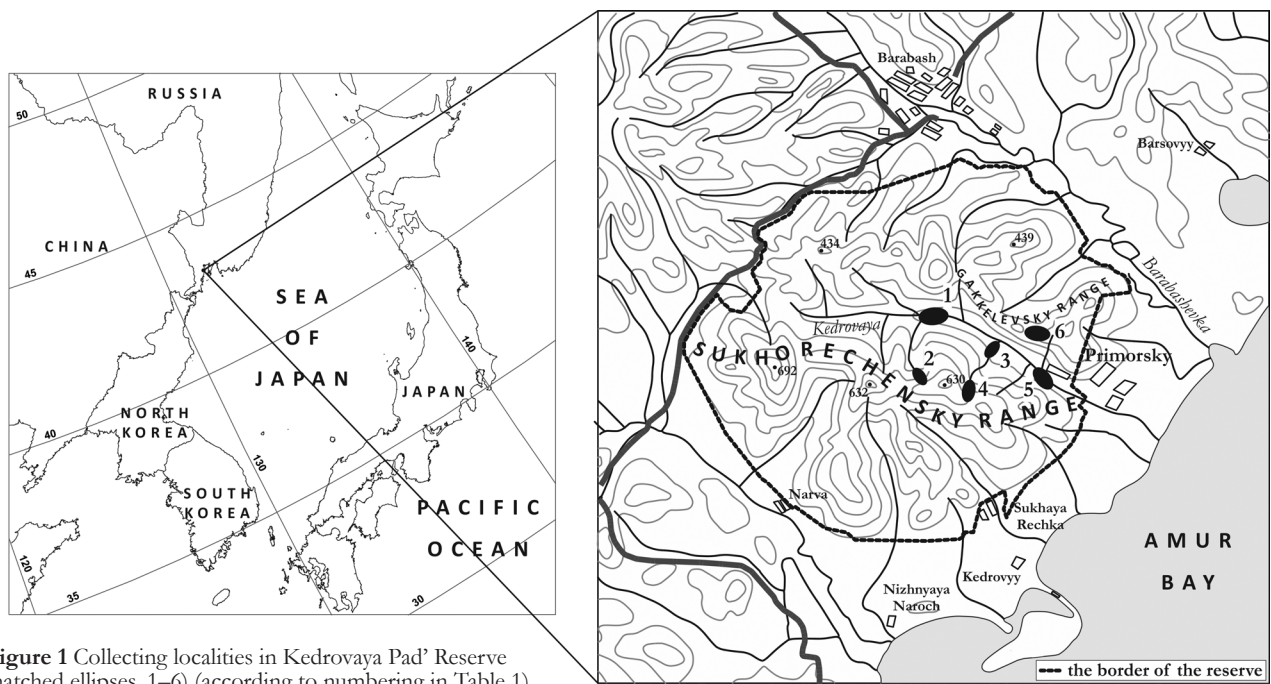 RUSSIA
50
CHINA
45
SEA
OF
JAPAN
140
JAPAN
NORTH
KOREA
40
130
SOUTH
KOREA
PACIFIC
OCEAN
120
35
30
Barabash
Barsovyy
434
439
Barabashevka
GAKKELEVSKY RANGE
1
Kedrovaya
6
SUKHORECHENSKY RANGE
Primorsky
3
2
692
632
630
4
5
Narva
Sukhaya
Rechka
AMUR
BAY
Kedrovyy
Nizhnyaya
Naroch
the border of the reserve
igure 1 Collecting localities in Kedrovaya Pad’ Reserve
hatched ellipses, 1–6) (according to numbering in Table 1)